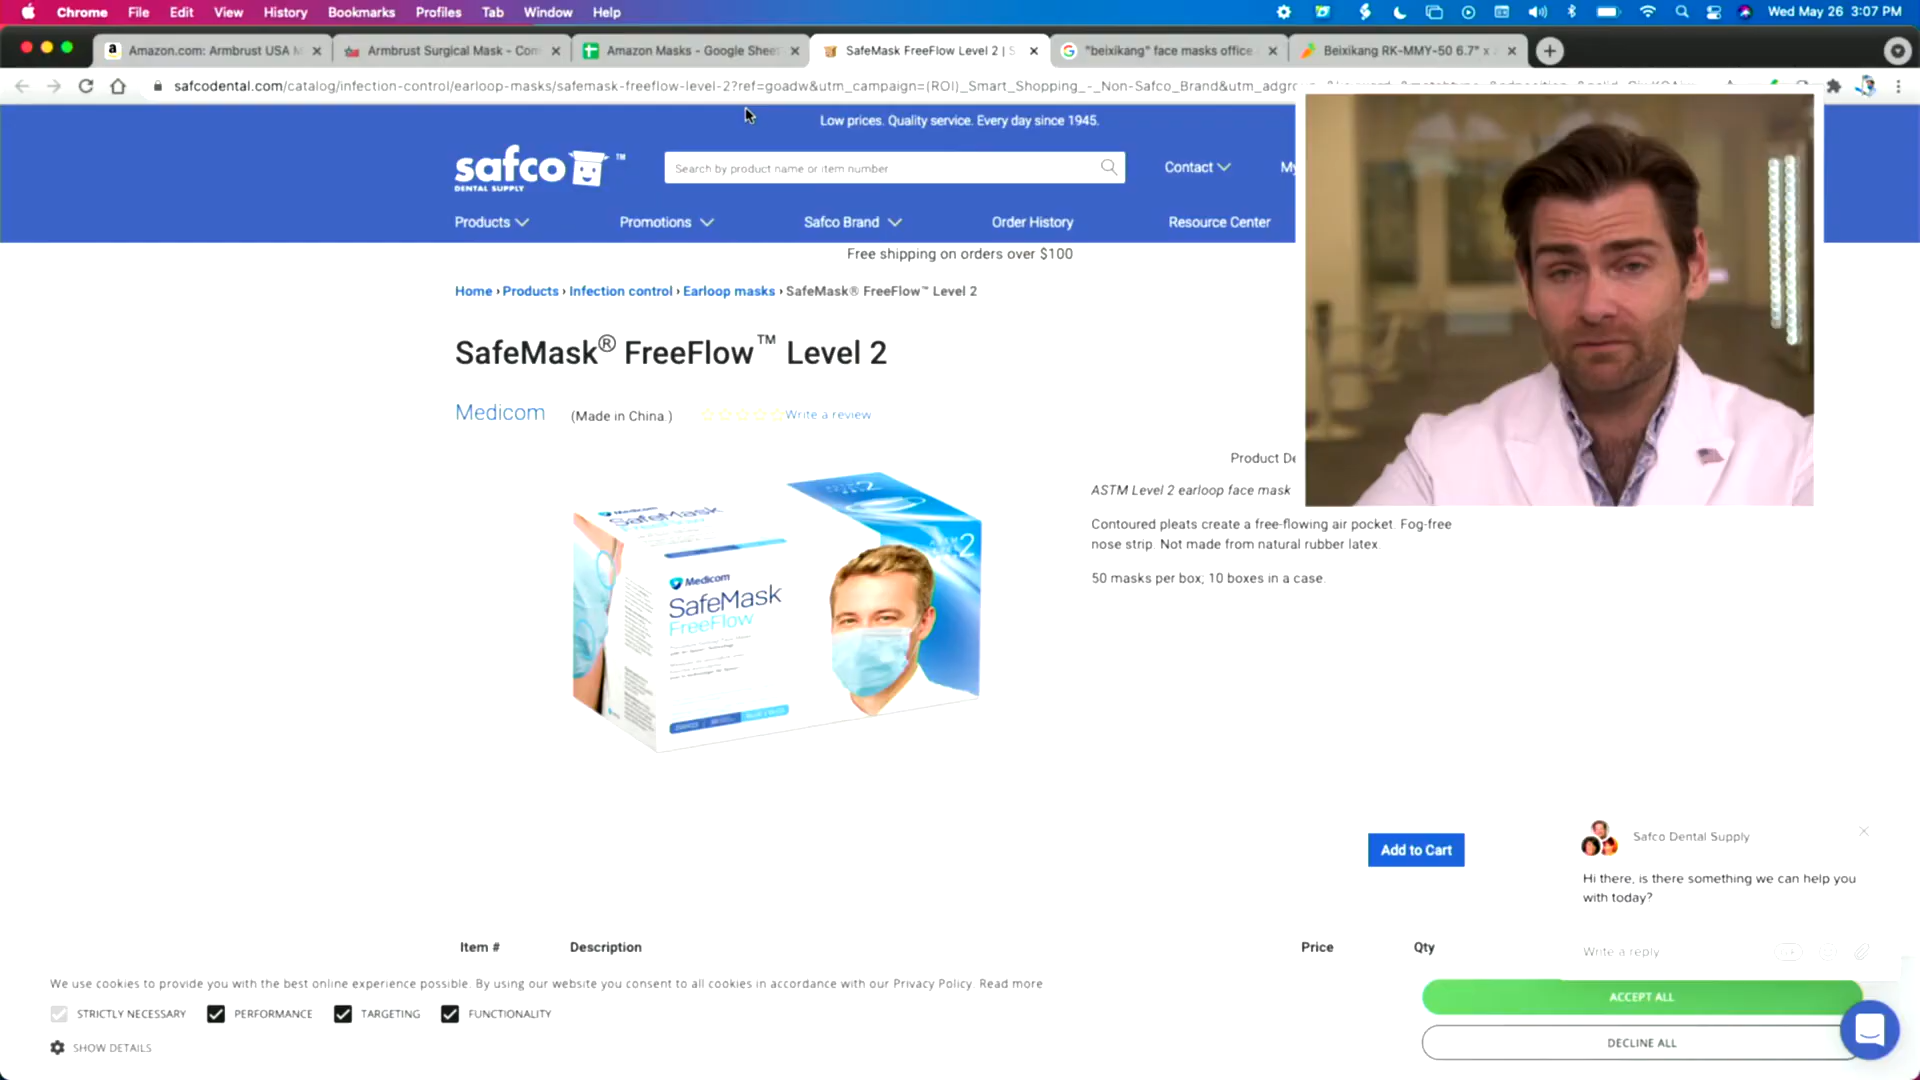 Chrome File Edit View History Bookmarks Profiles Tab Window Help Wed May 26 3:07 PM
Amazon.com: Armbrust USA M Armbrust Surgical Mask - Com Amazon Masks - Google Sheet SafeMask FreeFlow Level 2 | S "beixikang" face masks office Beixikang RK-MMY-50 6.7" x
safcodental.com/catalog/infection-control/earloop-masks/safemask-freeflow-level-2?ref=goadw&utm_campaign=(ROI)_Smart_Shopping_-_Non-Safco_Brand&utm_adgro
Low prices. Quality service. Every day since 1945.
safco™
DENTAL SUPPLY
Search by product name or item number
Contact
My
Products Promotions Safco Brand Order History Resource Center
Free shipping on orders over $100
Home › Products › Infection control › Earloop masks › SafeMask® FreeFlow™ Level 2
SafeMask® FreeFlow™ Level 2
Medicom (Made in China.) Write a review
Product De
ASTM Level 2 earloop face mask
Contoured pleats create a free-flowing air pocket. Fog-free
nose strip. Not made from natural rubber latex.
50 masks per box; 10 boxes in a case.
Medicom
SafeMask
FreeFlow
2
Medicom
SafeMask
FreeFlow
Add to Cart
Safco Dental Supply
Hi there, is there something we can help you
with today?
Write a reply
Item # Description Price Qty
We use cookies to provide you with the best online experience possible. By using our website you consent to all cookies in accordance with our Privacy Policy. Read more
STRICTLY NECESSARY PERFORMANCE TARGETING FUNCTIONALITY
SHOW DETAILS
ACCEPT ALL
DECLINE ALL